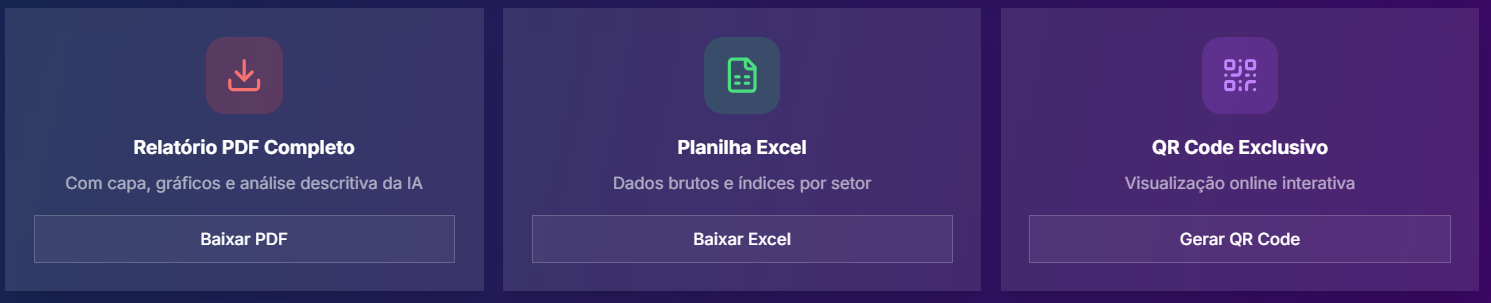 Relatório PDF Completo
Com capa, gráficos e análise descritiva da IA
Baixar PDF
Planilha Excel
Dados brutos e índices por setor
Baixar Excel
QR Code Exclusivo
Visualização online interativa
Gerar QR Code